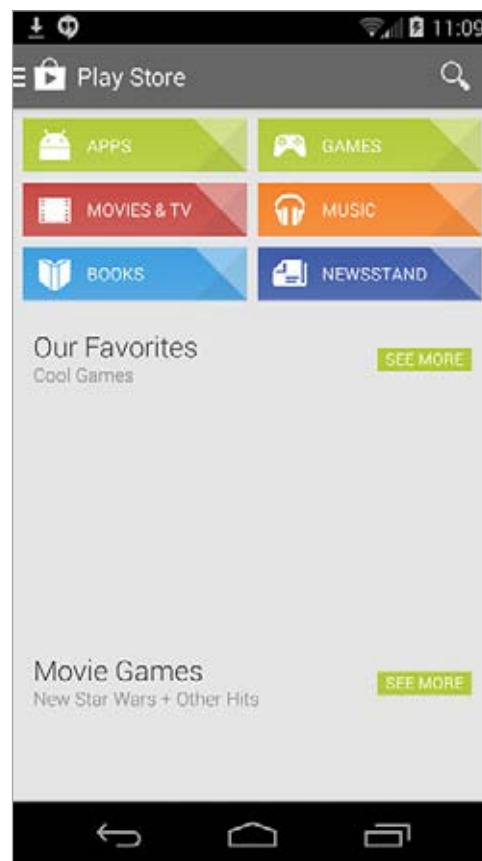 11:09
Play Store
APPS
GAMES
MOVIES & TV
MUSIC
BOOKS
NEWSSTAND
Our Favorites
SEE MORE
Cool Games
Movie Games
SEE MORE
New Star Wars + Other Hits